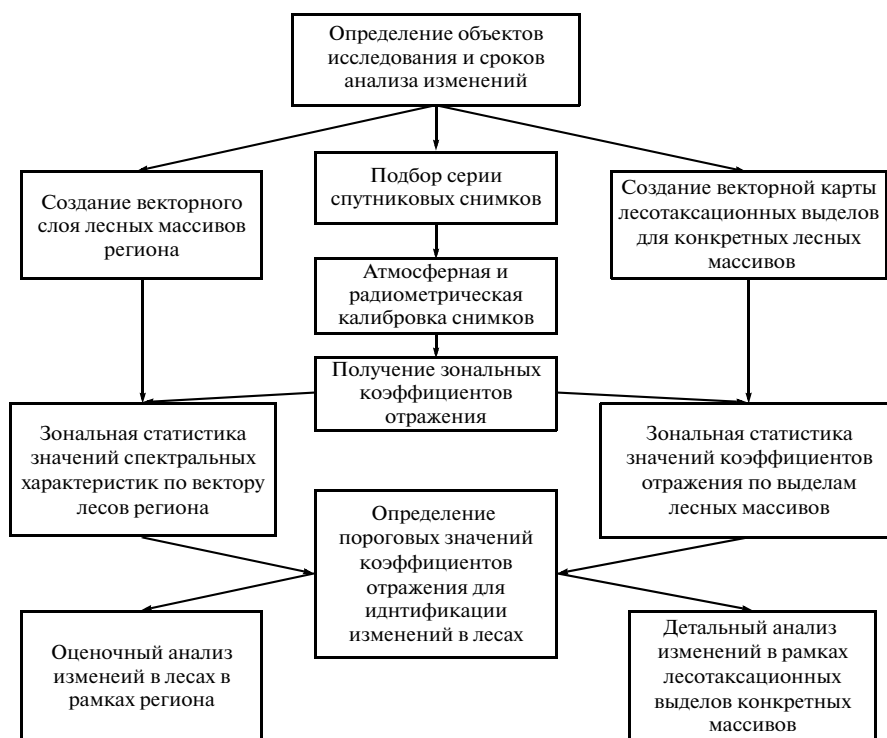 Определение объектов
исследования и сроков
анализа изменений
Создание векторного
слоя лесных массивов
региона
Подбор серии
спутниковых снимков
Создание векторной карты
лесотаксационных выделов
для конкретных лесных
массивов
Атмосферная и
радиометрическая
калибровка снимков
Получение зональных
коэффициентов
отражения
Зональная статистика
значений спектральных
характеристик по вектору
лесов региона
Зональная статистика
значений коэффициентов
отражения по выделам
лесных массивов
Определение
пороговых значений
коэффициентов
отражения для
иднтификации
изменений в лесах
Оценочный анализ
изменеий в лесах в
рамках региона
Детальный анализ
изменений в рамках
лесотаксационных
выделов конкретных
массивов